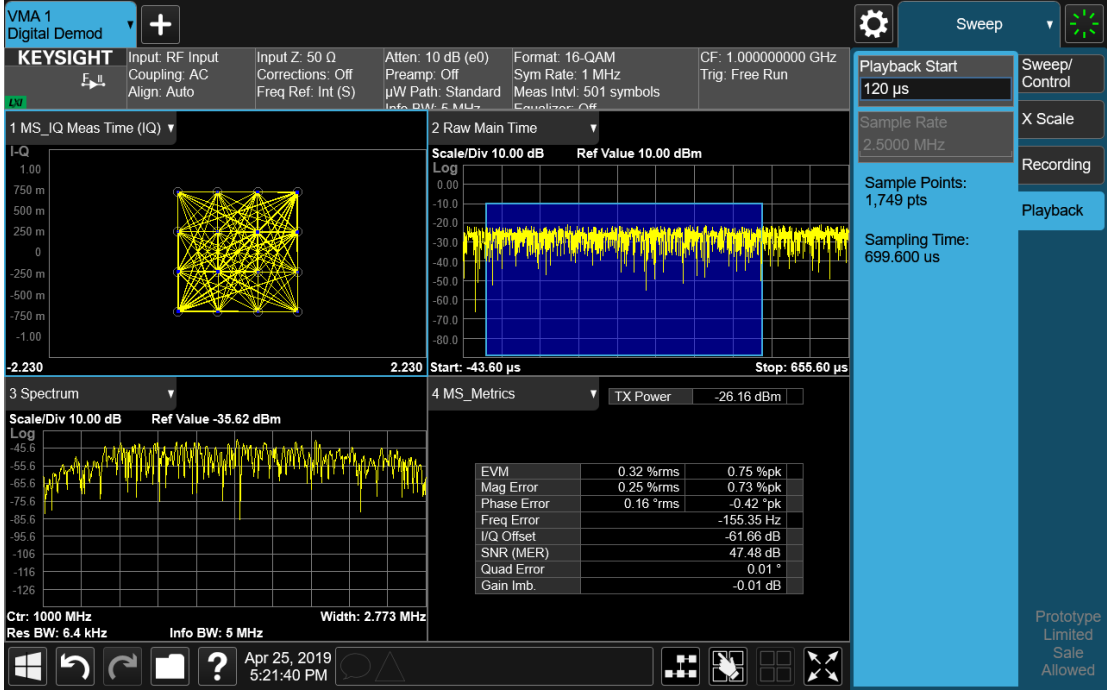 VMA 1
Digital Demod
Sweep
KEYSIGHT
LXI
Input: RF Input
Coupling: AC
Align: Auto
Input Z: 50 Ω
Corrections: Off
Freq Ref: Int (S)
Atten: 10 dB (e0)
Preamp: Off
µW Path: Standard
Info BW: 5 MHz
Format: 16-QAM
Sym Rate: 1 MHz
Meas Intvl: 501 symbols
Equalizer: Off
CF: 1.000000000 GHz
Trig: Free Run
1 MS_IQ Meas Time (IQ)
I-Q
1.00
750 m
500 m
250 m
0
-250 m
-500 m
-750 m
-1.00
-2.230
2.230
2 Raw Main Time
Scale/Div 10.00 dB Ref Value 10.00 dBm
Log
0.00
-10.0
-20.0
-30.0
-40.0
-50.0
-60.0
-70.0
-80.0
Start: -43.60 µs
Stop: 655.60 µs
3 Spectrum
Scale/Div 10.00 dB Ref Value -35.62 dBm
Log
-45.6
-55.6
-65.6
-75.6
-85.6
-95.6
-106
-116
-126
Ctr: 1000 MHz
Width: 2.773 MHz
Res BW: 6.4 kHz
Info BW: 5 MHz
4 MS_Metrics
TX Power -26.16 dBm
EVM 0.32 %rms 0.75 %pk
Mag Error 0.25 %rms 0.73 %pk
Phase Error 0.16 °rms -0.42 °pk
Freq Error -155.35 Hz
I/Q Offset -61.66 dB
SNR (MER) 47.48 dB
Quad Error 0.01 °
Gain Imb. -0.01 dB
Playback Start
120 µs
Sample Rate
2.5000 MHz
Sample Points:
1,749 pts
Sampling Time:
699.600 us
Sweep/
Control
X Scale
Recording
Playback
Prototype
Limited
Sale
Allowed
?
Apr 25, 2019
5:21:40 PM